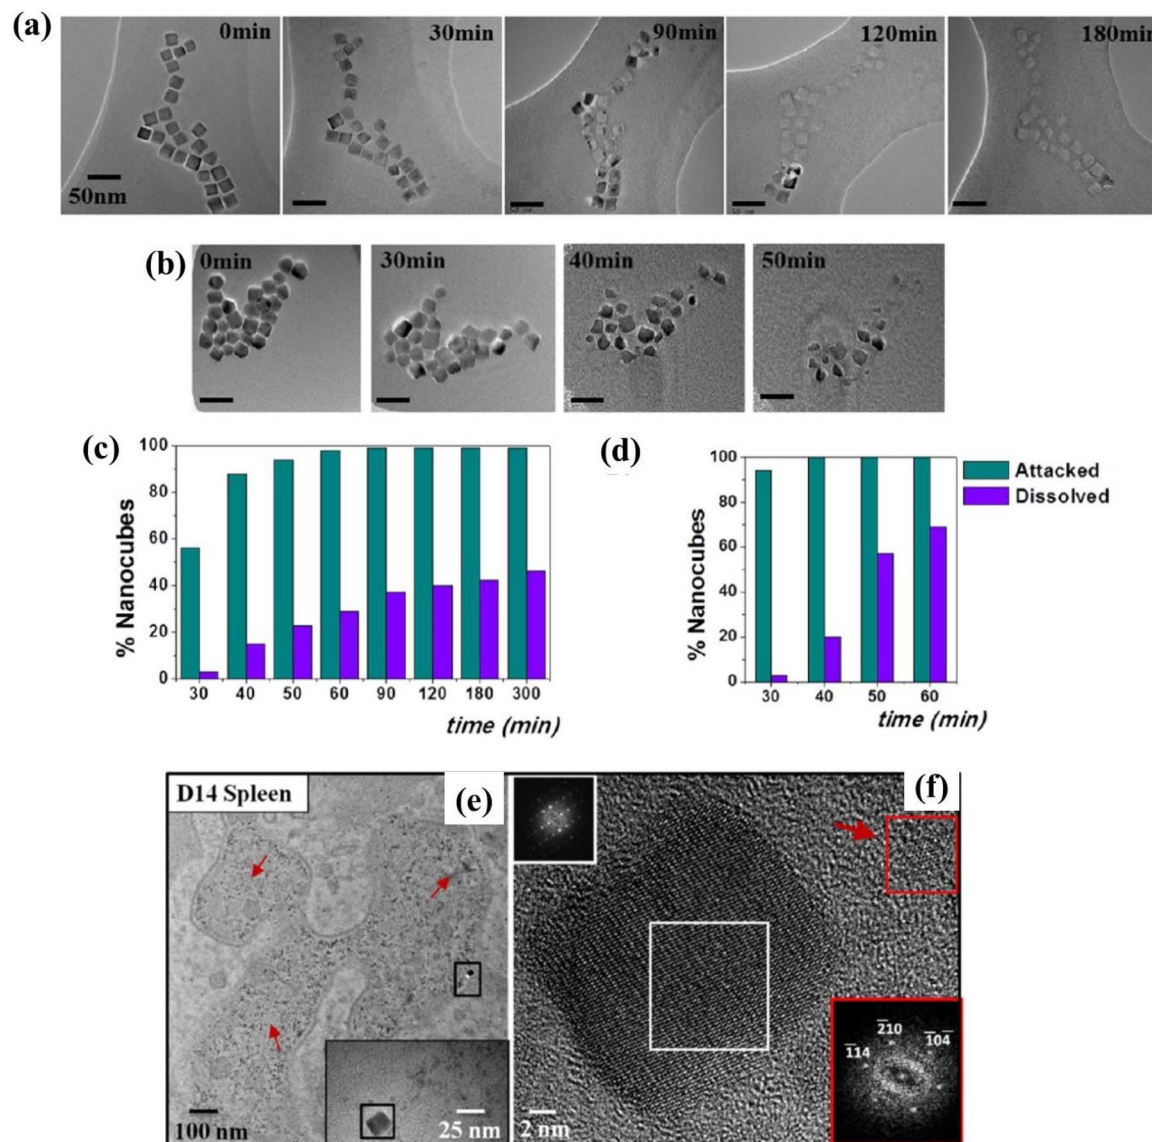 (a)
0min
30min
90min
120min
180min
50nm
(b)
0min
30min
40min
50min
(c)
(d)
100
80
60
40
20
0
% Nanocubes
30 40 50 60 90 120 180 300
time (min)
100
80
60
40
20
0
% Nanocubes
30 40 50 60
time (min)
Attacked
Dissolved
D14 Spleen
(e)
(f)
100 nm
25 nm
2 nm
2̅10
1̅14
1̅04̅